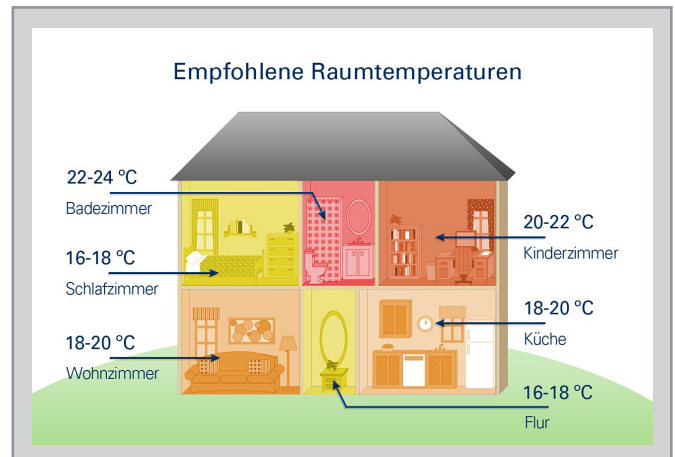 Empfohlene Raumtemperaturen
22-24 °C
Badezimmer
16-18 °C
Schlafzimmer
18-20 °C
Wohnzimmer
20-22 °C
Kinderzimmer
18-20 °C
Küche
16-18 °C
Flur